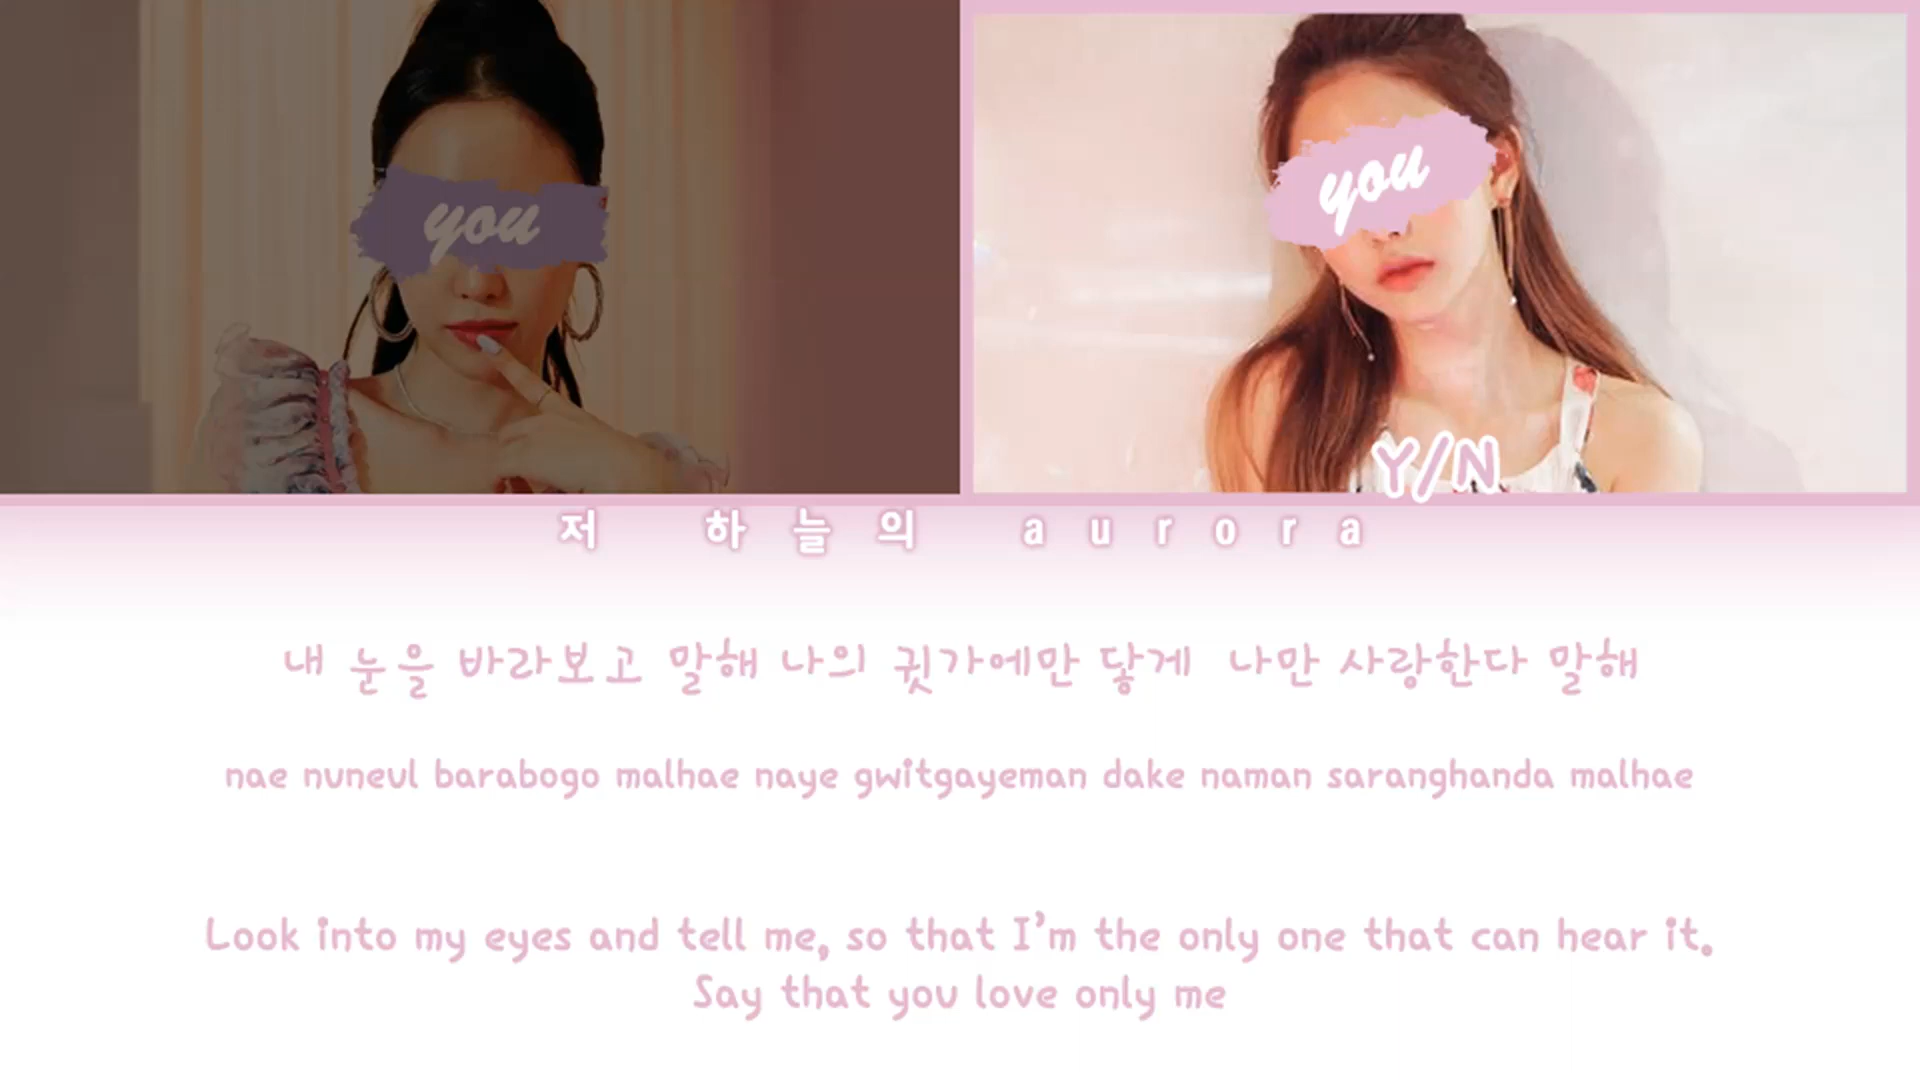 you
you
Y/N
저 하늘의 aurora
내 눈을 바라보고 말해 나의 귓가에만 닿게 나만 사랑한다 말해
nae nuneul barabogo malhae naye gwitgayeman dake naman saranghanda malhae
Look into my eyes and tell me, so that I'm the only one that can hear it.
Say that you love only me